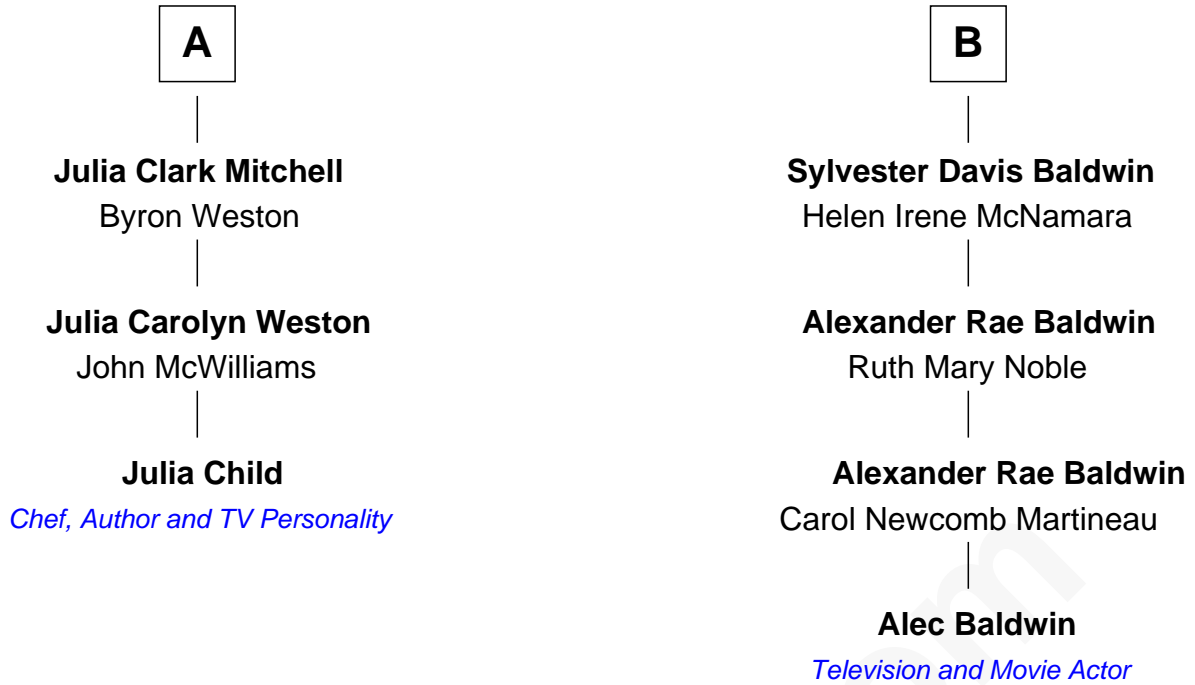 A
Julia Clark Mitchell
Byron Weston
Julia Carolyn Weston
John McWilliams
Julia Child
Chef, Author and TV Personality
B
Sylvester Davis Baldwin
Helen Irene McNamara
Alexander Rae Baldwin
Ruth Mary Noble
Alexander Rae Baldwin
Carol Newcomb Martineau
Alec Baldwin
Television and Movie Actor